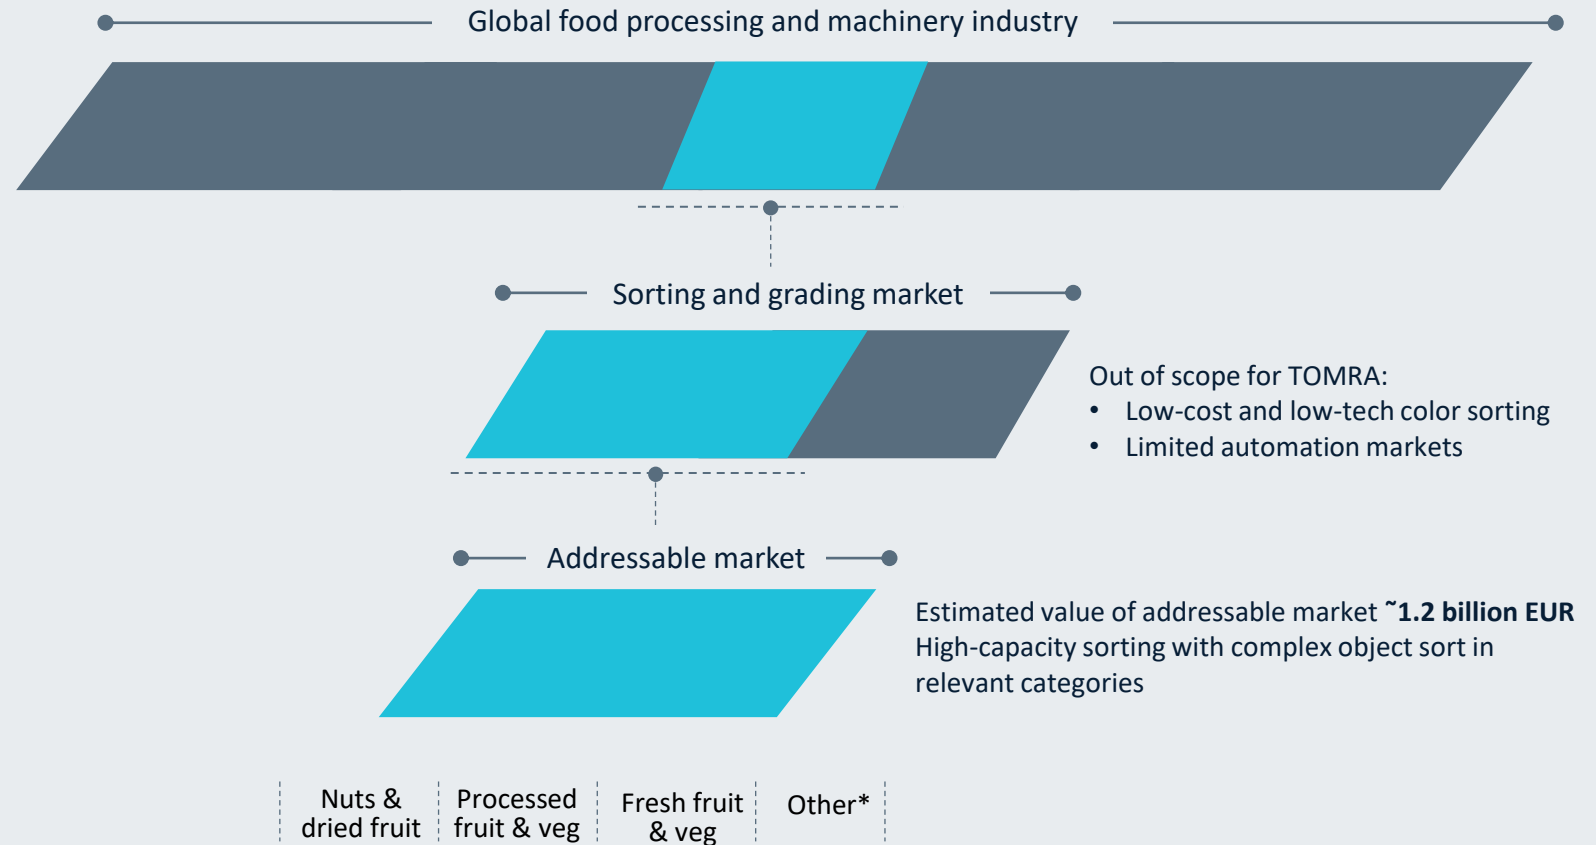 Global food processing and machinery industry
Sorting and grading market
Out of scope for TOMRA:
• Low-cost and low-tech color sorting
• Limited automation markets
Addressable market
Estimated value of addressable market ˜1.2 billion EUR
High-capacity sorting with complex object sort in
relevant categories
Nuts &
dried fruit
Processed
fruit & veg
Fresh fruit
& veg
Other*